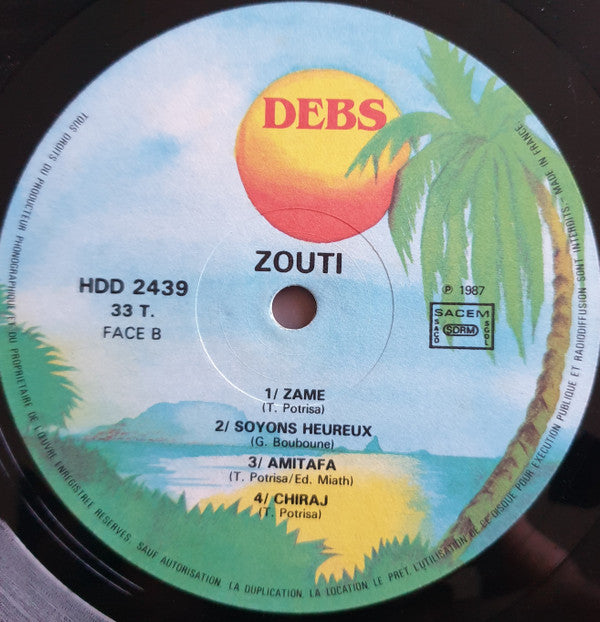 DEBS
ZOUTI
HDD 2439
33 T.
FACE B
℗ 1987
SACEM
SACD
SDRM
SGDL
1/ ZAME
(T. Potrisa)
2/ SOYONS HEUREUX
(G. Bouboune)
3/ AMITAFA
(T. Potrisa/Ed. Miath)
4/ CHIRAJ
(T. Potrisa)
TOUS DROITS DU PRODUCTEUR PHONOGRAPHIQUE ET DU PROPRIETAIRE DE L'ŒUVRE ENREGISTREE RESERVES. SAUF AUTORISATION, LA DUPLICATION, LA LOCATION, LE PRET, L'UTILISATION DE CE DISQUE POUR EXECUTION PUBLIQUE ET RADIODIFFUSION SONT INTERDITS - MADE IN FRANCE.